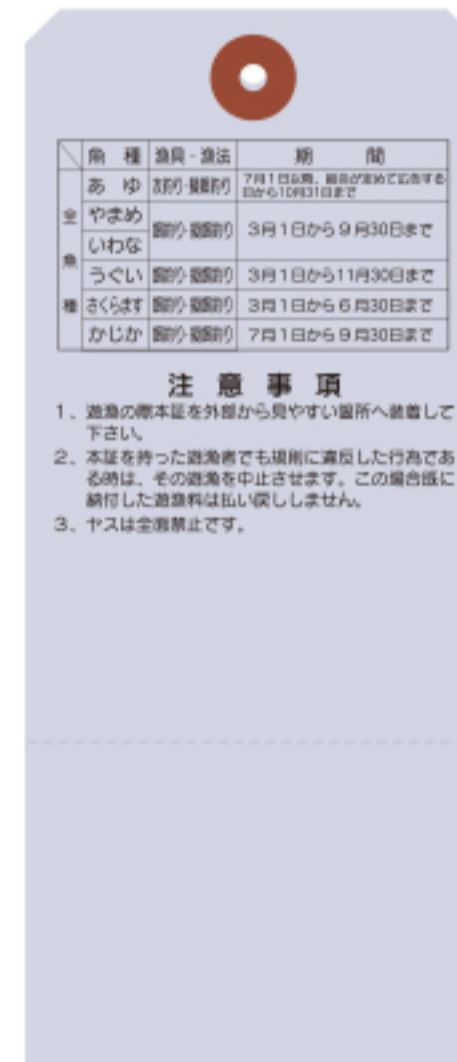 魚種 漁具・漁法 期間
全魚種
あゆ 友釣り・擬餌釣り 7月1日以降、組合が定めて広告する
日から10月31日まで
やまめ
いわな
餌釣り・擬餌釣り 3月1日から9月30日まで
うぐい 餌釣り・擬餌釣り 3月1日から11月30日まで
さくらます 餌釣り・擬餌釣り 3月1日から6月30日まで
かじか 餌釣り・擬餌釣り 7月1日から9月30日まで
注意事項
1、遊漁の際本証を外部から見やすい箇所へ装着して
下さい。
2、本証を持った遊漁者でも規則に違反した行為であ
る時は、その遊漁を中止させます。この場合既に
納付した遊漁料は払い戻ししません。
3、ヤスは全面禁止です。